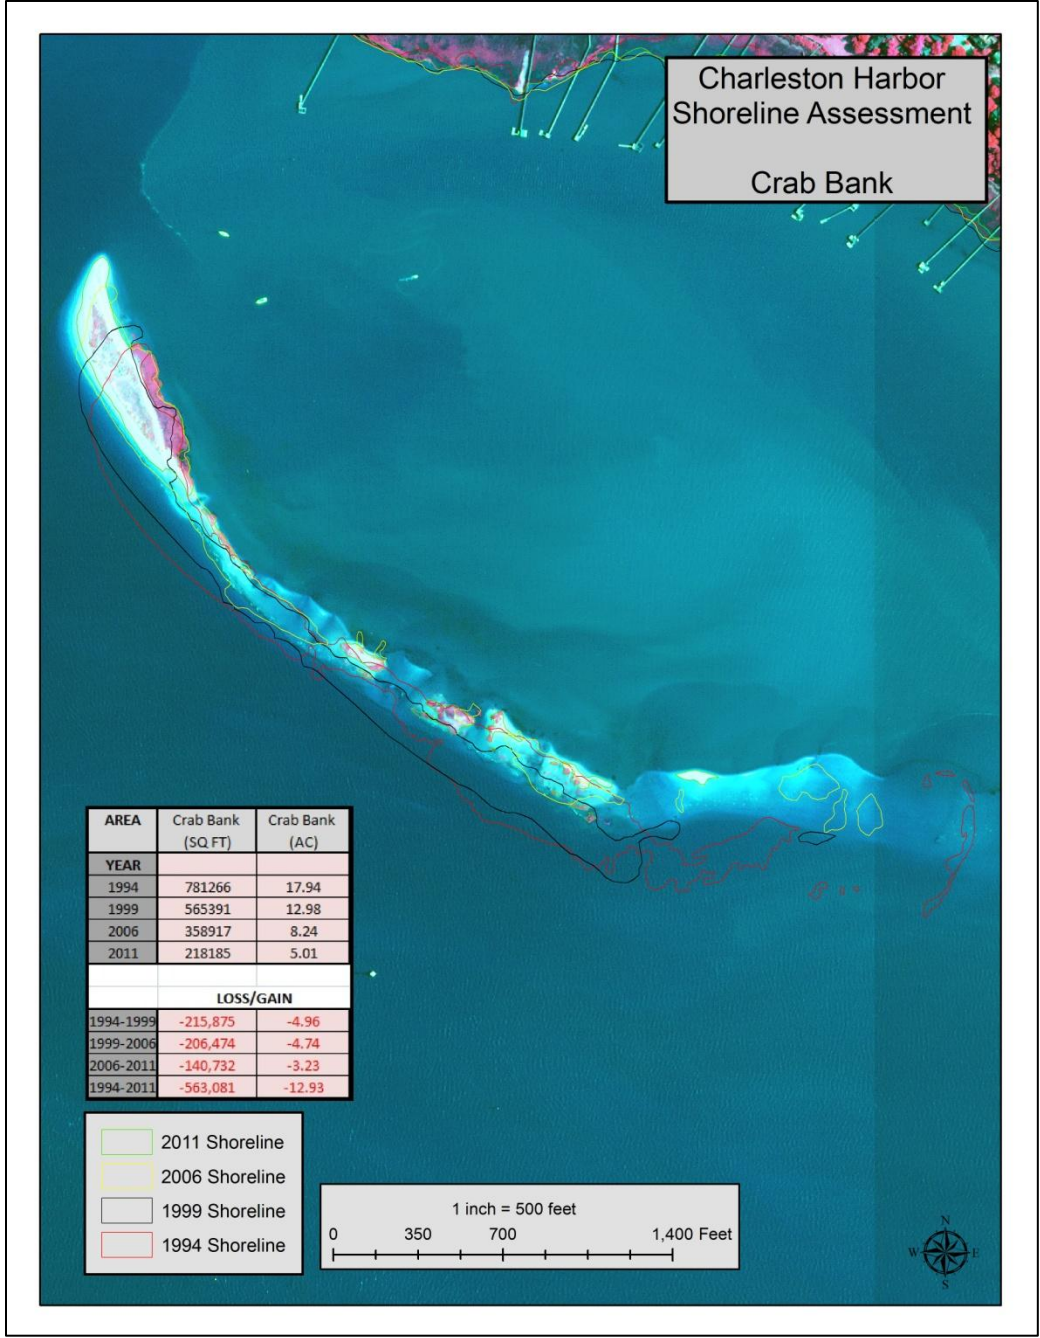 Charleston Harbor
Shoreline Assessment
Crab Bank
AREA Crab Bank (SQ FT) Crab Bank (AC)
YEAR
1994 781266 17.94
1999 565391 12.98
2006 358917 8.24
2011 218185 5.01
LOSS/GAIN
1994-1999 -215,875 -4.96
1999-2006 -206,474 -4.74
2006-2011 -140,732 -3.23
1994-2011 -563,081 -12.93
2011 Shoreline
2006 Shoreline
1999 Shoreline
1994 Shoreline
1 inch = 500 feet
0 350 700 1,400 Feet
N
W E
S